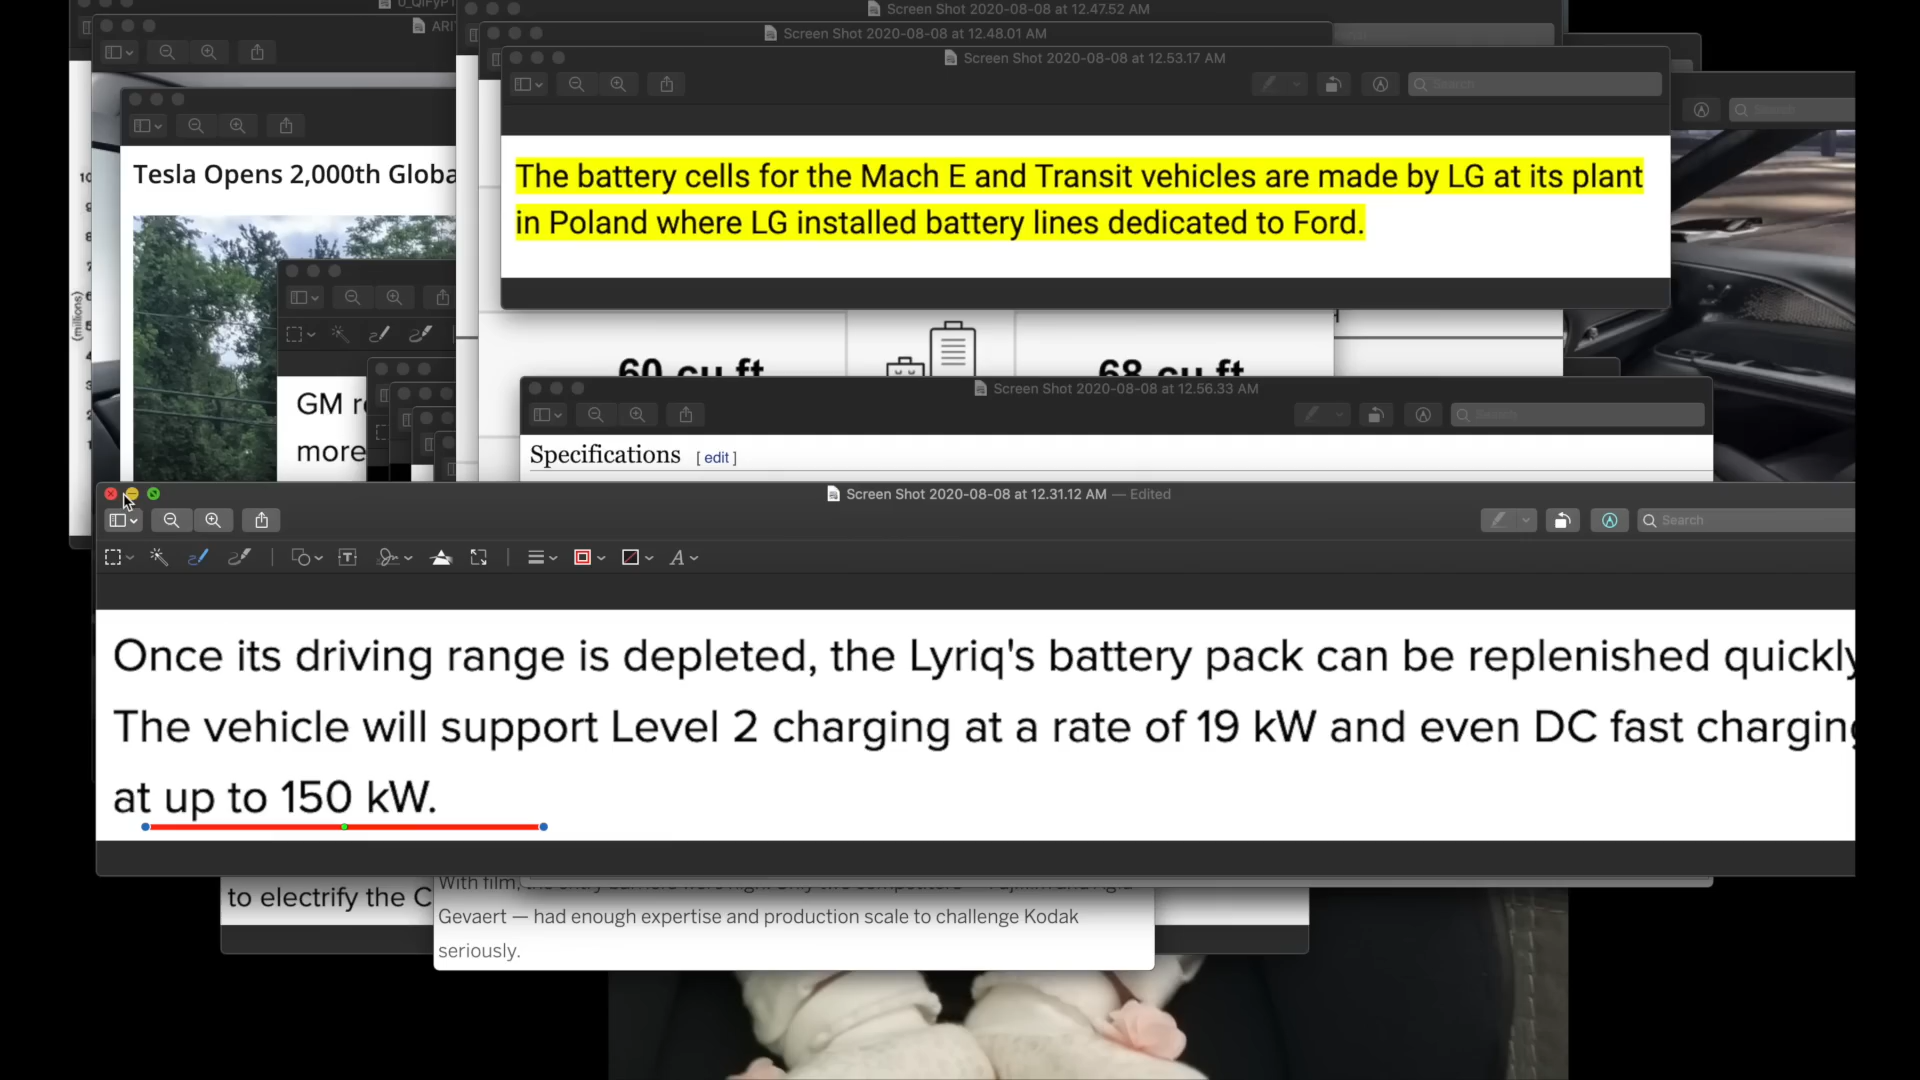 Screen Shot 2020-08-08 at 12.47.52 AM
Screen Shot 2020-08-08 at 12.48.01 AM
Screen Shot 2020-08-08 at 12.53.17 AM
Search
Search
The battery cells for the Mach E and Transit vehicles are made by LG at its plant
in Poland where LG installed battery lines dedicated to Ford.
Tesla Opens 2,000th Globa
(millions)
60 cu ft
68 cu ft
GM
more
Screen Shot 2020-08-08 at 12.56.33 AM
Search
Specifications [ edit ]
Screen Shot 2020-08-08 at 12.31.12 AM — Edited
Search
Once its driving range is depleted, the Lyriq's battery pack can be replenished quickly
The vehicle will support Level 2 charging at a rate of 19 kW and even DC fast charging
at up to 150 kW.
to electrify the C
With film,
Gevaert — had enough expertise and production scale to challenge Kodak
seriously.